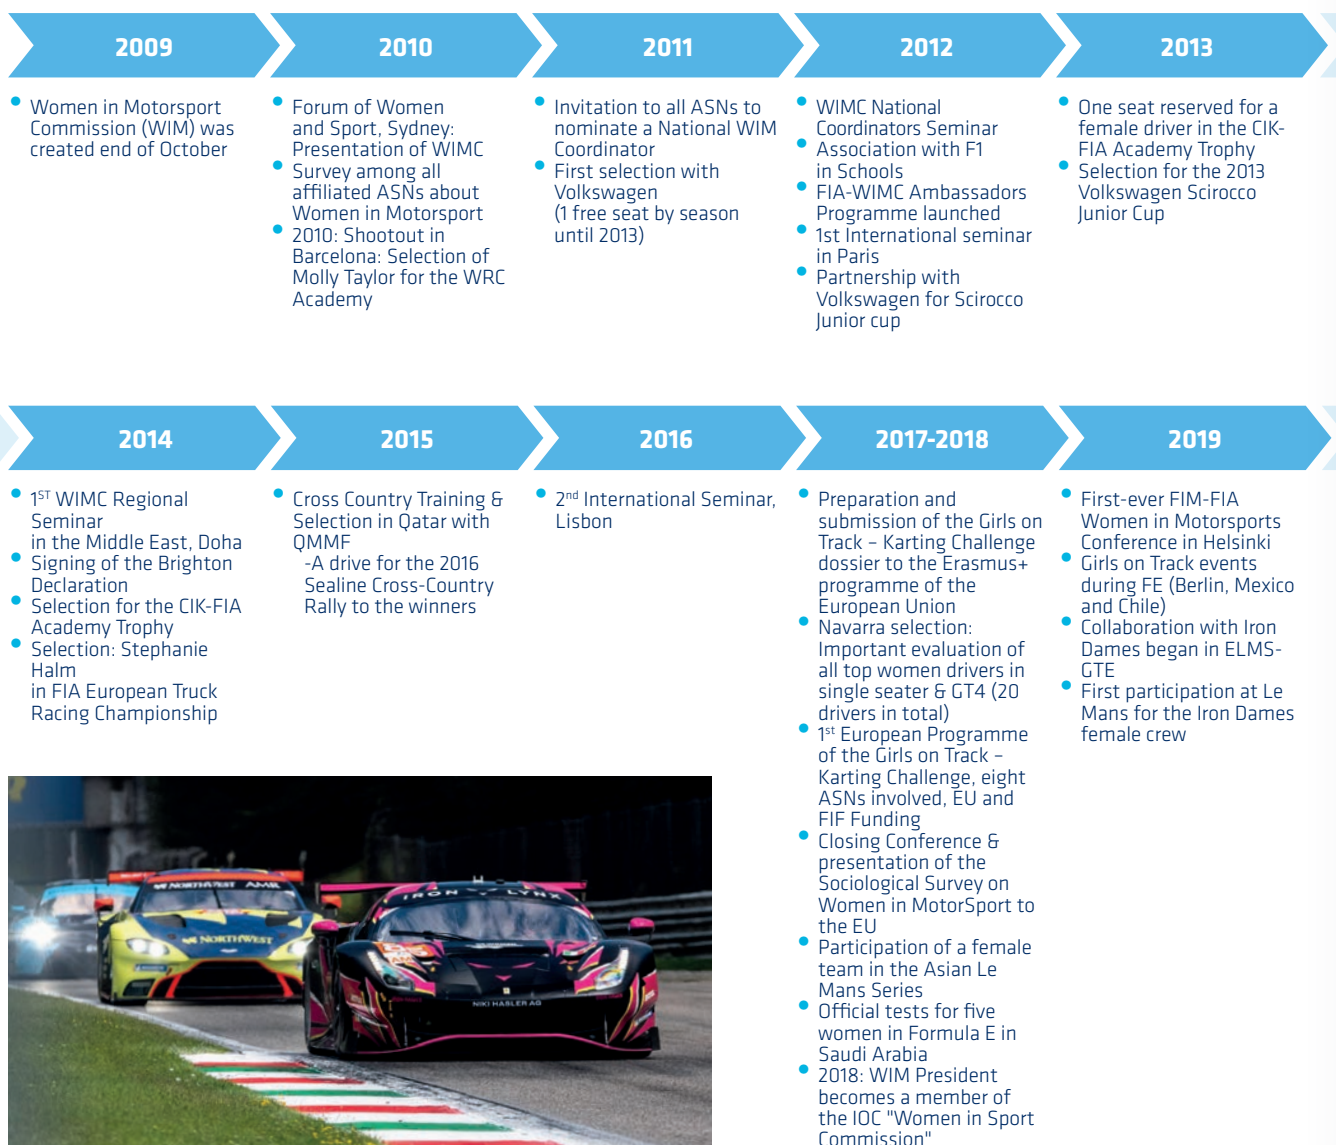 2009
Women in Motorsport
Commission (WIM) was
created end of October
2010
Forum of Women
and Sport, Sydney:
Presentation of WIMC
Survey among all
affiliated ASNs about
Women in Motorsport
2010: Shootout in
Barcelona: Selection of
Molly Taylor for the WRC
Academy
2011
Invitation to all ASNs to
nominate a National WIM
Coordinator
First selection with
Volkswagen
(1 free seat by season
until 2013)
2012
WIMC National
Coordinators Seminar
Association with F1
in Schools
FIA-WIMC Ambassadors
Programme launched
1st International seminar
in Paris
Partnership with
Volkswagen for Scirocco
Junior cup
2013
One seat reserved for a
female driver in the CIK-
FIA Academy Trophy
Selection for the 2013
Volkswagen Scirocco
Junior Cup
2014
1ST WIMC Regional
Seminar
in the Middle East, Doha
Signing of the Brighton
Declaration
Selection for the CIK-FIA
Academy Trophy
Selection: Stephanie
Halm
in FIA European Truck
Racing Championship
2015
Cross Country Training &
Selection in Qatar with
QMMF
-A drive for the 2016
Sealine Cross-Country
Rally to the winners
2016
2nd International Seminar,
Lisbon
2017-2018
Preparation and
submission of the Girls on
Track – Karting Challenge
dossier to the Erasmus+
programme of the
European Union
Navarra selection:
Important evaluation of
all top women drivers in
single seater & GT4 (20
drivers in total)
1st European Programme
of the Girls on Track –
Karting Challenge, eight
ASNs involved, EU and
FIF Funding
Closing Conference &
presentation of the
Sociological Survey on
Women in MotorSport to
the EU
Participation of a female
team in the Asian Le
Mans Series
Official tests for five
women in Formula E in
Saudi Arabia
2018: WIM President
becomes a member of
the IOC "Women in Sport
Commission"
2019
First-ever FIM-FIA
Women in Motorsports
Conference in Helsinki
Girls on Track events
during FE (Berlin, Mexico
and Chile)
Collaboration with Iron
Dames began in ELMS-
GTE
First participation at Le
Mans for the Iron Dames
female crew
NORTHWEST AMR
NORTHWEST
IRON LYNX
NIKI HASLER AG